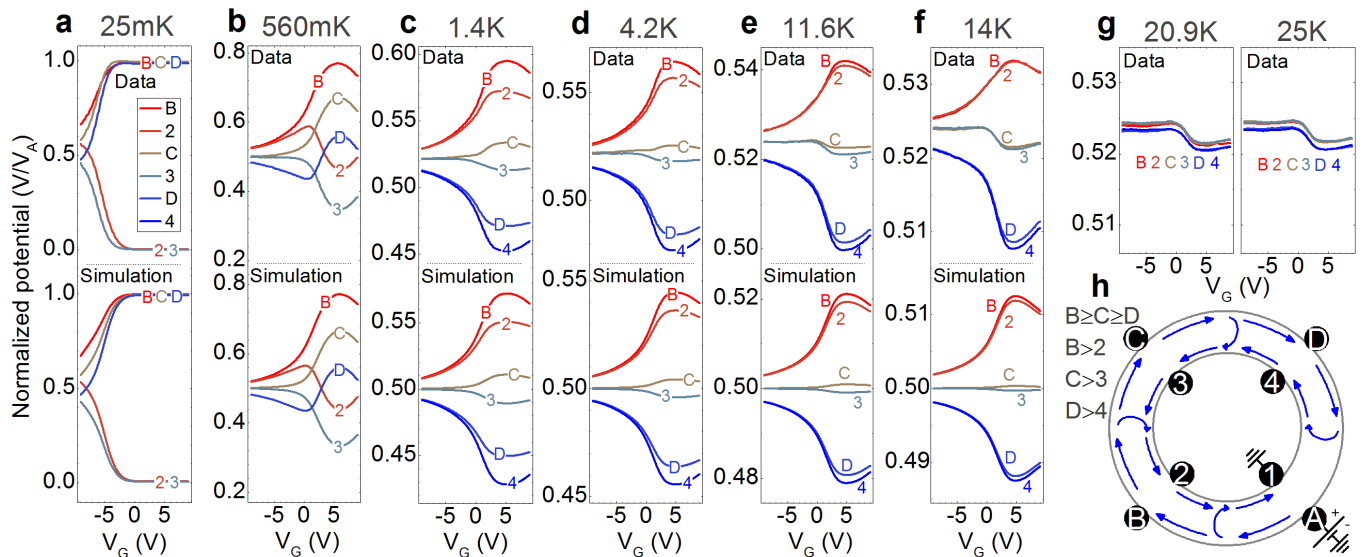 a 25mK b 560mK c 1.4K d 4.2K e 11.6K f 14K g 20.9K 25K
Normalized potential (V/V_A)
1.0
0.5
0.0
B C D
Data
B
2
C
3
D
4
2 3
Simulation
1.0
0.5
0.0
B C D
2 3
-5 0 5
V_G (V)
0.8
0.6
0.4
0.2
Data
B
C
D
2
3
0.8
0.6
0.4
0.2
Simulation
B
C
D
2
3
-5 0 5
V_G (V)
0.60
0.55
0.50
0.45
Data
B
2
C
3
D
4
0.55
0.50
0.45
Simulation
B
2
C
3
D
4
-5 0 5
V_G (V)
0.55
0.50
Data
B
2
C
3
D
4
0.55
0.50
0.45
Simulation
B
2
C
3
D
4
-5 0 5
V_G (V)
0.54
0.52
0.50
Data
B
2
C
3
D
4
0.52
0.50
0.48
Simulation
B
2
C
3
D
4
-5 0 5
V_G (V)
0.53
0.52
0.51
Data
B
2
C
3
D
4
0.51
0.50
0.49
Simulation
B
2
C
3
D
4
-5 0 5
V_G (V)
0.53
0.52
0.51
Data
B 2 C 3 D 4
-5 0 5
Data
B 2 C 3 D 4
-5 0 5
V_G (V)
h
B≥C≥D
B>2
C>3
D>4
C
D
3
4
2
1
B
A
+
-